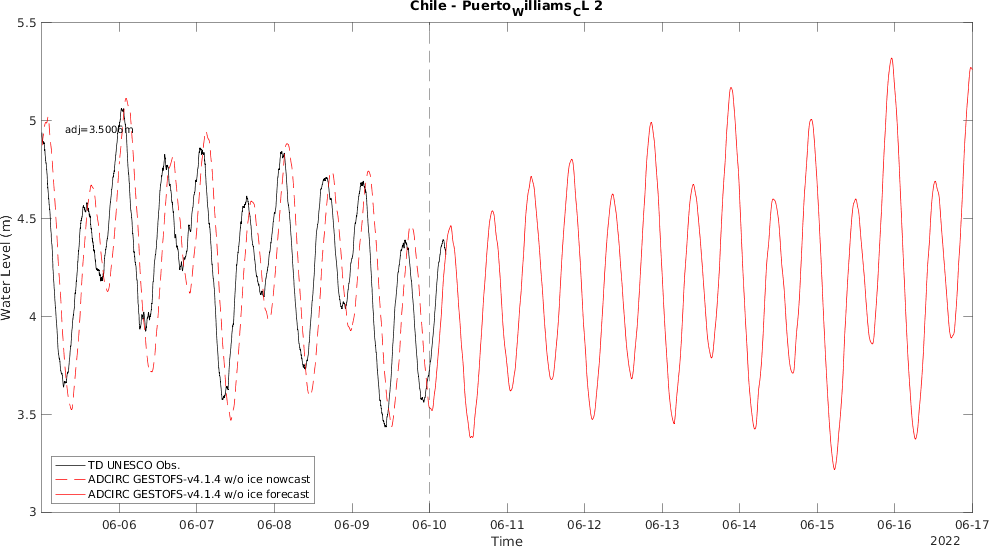 Chile - Puerto_Williams_CL 2
5.5
5
4.5
4
3.5
3
Water Level (m)
adj=3.5005m
TD UNESCO Obs.
ADCIRC GESTOFS-v4.1.4 w/o ice nowcast
ADCIRC GESTOFS-v4.1.4 w/o ice forecast
06-06 06-07 06-08 06-09 06-10 06-11 06-12 06-13 06-14 06-15 06-16 06-17
Time
2022